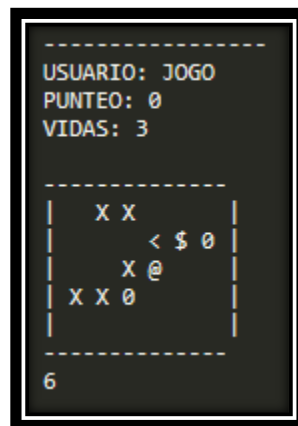 ------------------
USUARIO: JOGO
PUNTEO: 0
VIDAS: 3
---------------
|   X X       |
|       < $ 0 |
|     X @     |
| X X 0       |
|             |
---------------
6